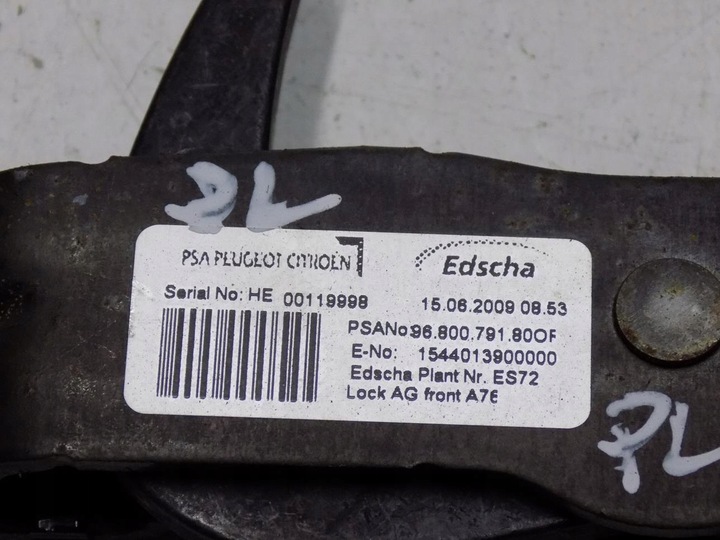 PL
PSA PEUGEOT CITROËN
Edscha
Serial No: HE 00119998
15.06.2009 08.53
PSANo:96.800.791.80OF
E-No: 1544013900000
Edscha Plant Nr. ES72
Lock AG front A76
PL